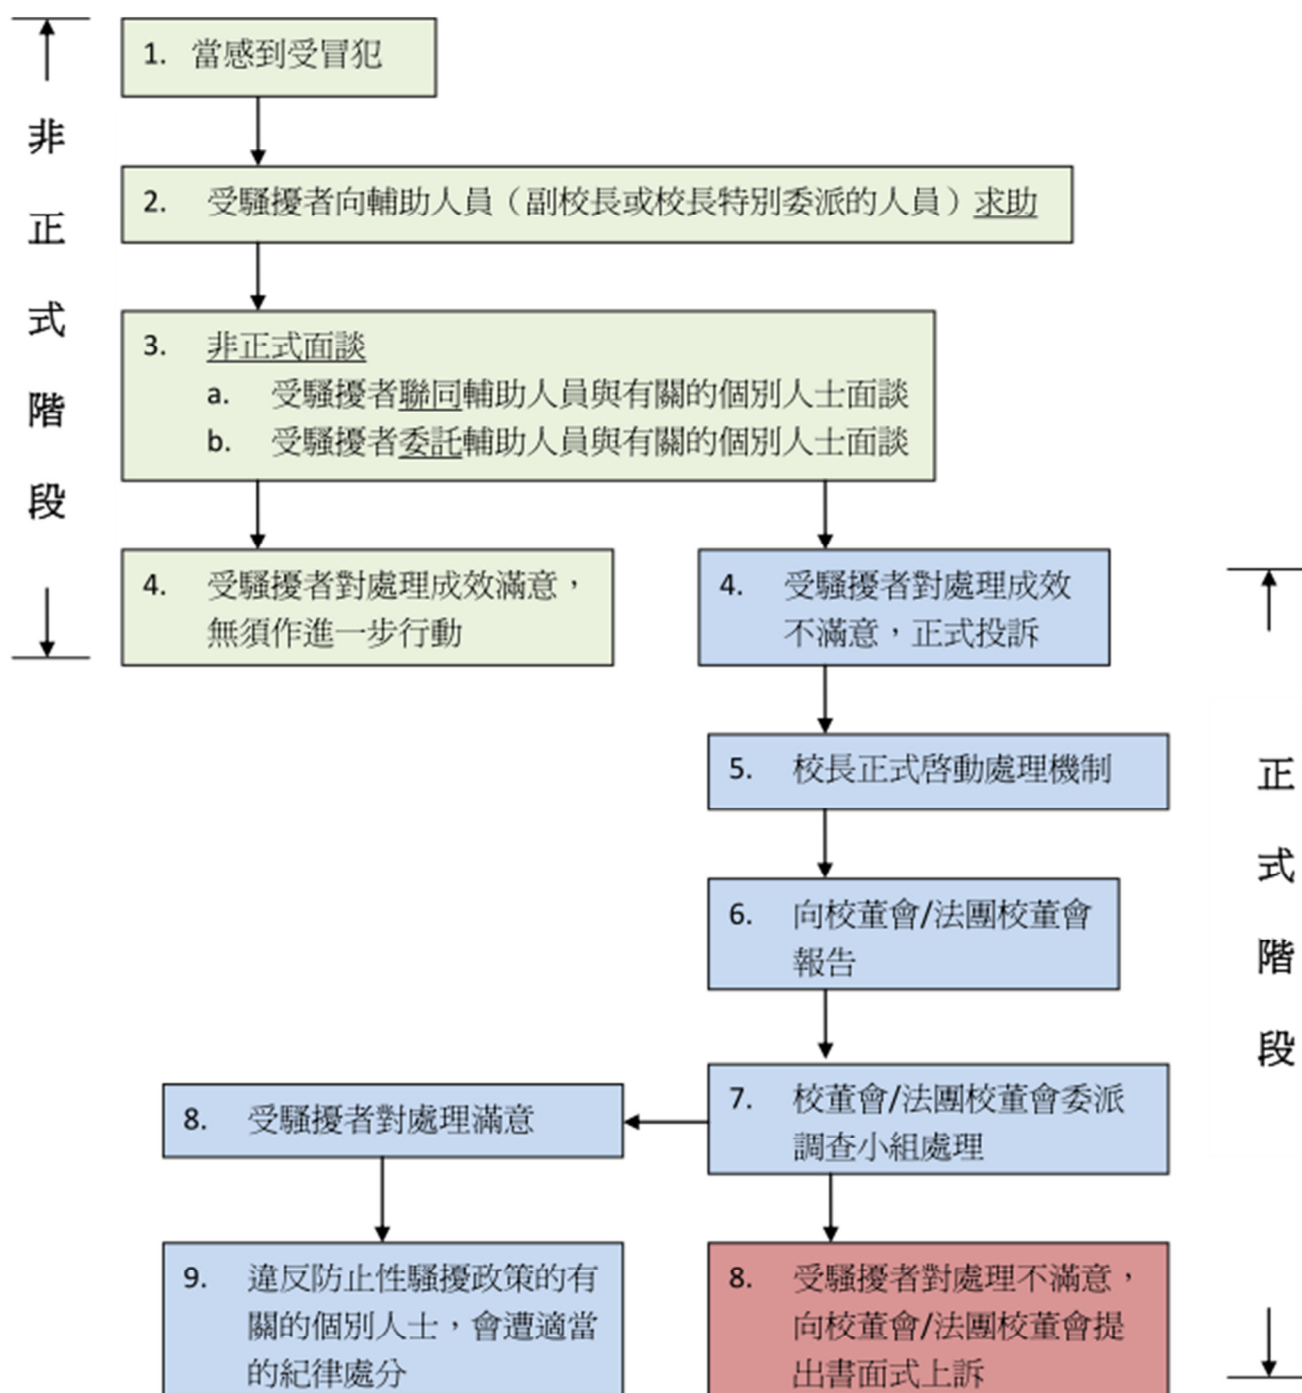 非正式階段
1. 當感到受冒犯
2. 受騷擾者向輔助人員（副校長或校長特別委派的人員）求助
3. 非正式面談
a. 受騷擾者聯同輔助人員與有關的個別人士面談
b. 受騷擾者委託輔助人員與有關的個別人士面談
4. 受騷擾者對處理成效滿意，
無須作進一步行動
4. 受騷擾者對處理成效
不滿意，正式投訴
正式階段
5. 校長正式啓動處理機制
6. 向校董會/法團校董會
報告
7. 校董會/法團校董會委派
調查小組處理
8. 受騷擾者對處理滿意
9. 違反防止性騷擾政策的有
關的個別人士，會遭適當
的紀律處分
8. 受騷擾者對處理不滿意，
向校董會/法團校董會提
出書面式上訴